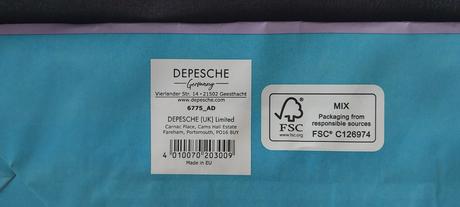 DEPESCHE
Germany
Vierlander Str. 14 · 21502 Geesthacht
www.depesche.com
6775_AD
DEPESCHE (UK) Limited
Carnac Place, Cams Hall Estate
Fareham, Portsmouth, PO16 8UY
4 010070 203009
Made in EU
FSC
www.fsc.org
MIX
Packaging from
responsible sources
FSC® C126974